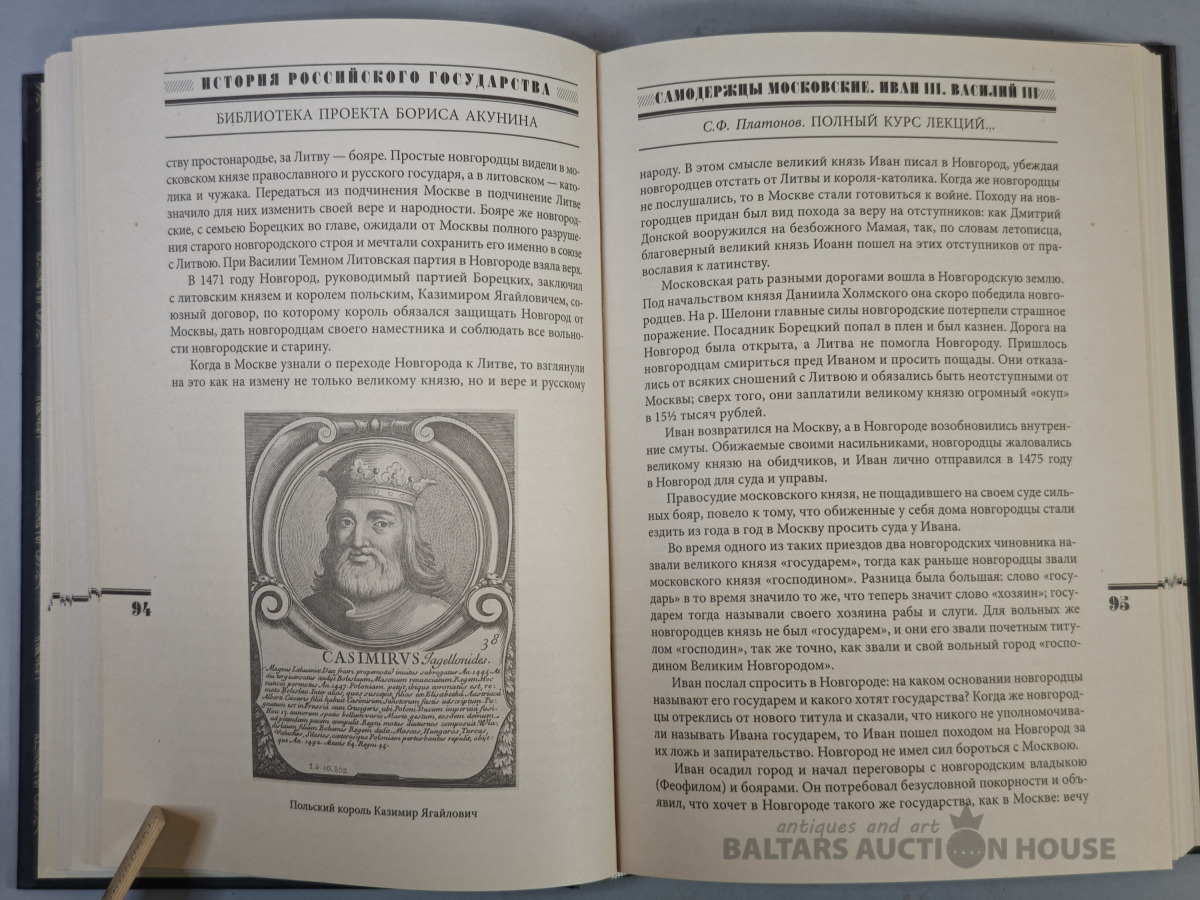 ИСТОРИЯ РОССИЙСКОГО ГОСУДАРСТВА
БИБЛИОТЕКА ПРОЕКТА БОРИСА АКУНИНА
ству простонародье, за Литву — бояре. Простые новгородцы видели в мо-
сковском князе православного и русского государя, а в литовском — като-
лика и чужака. Передаться из подчинения Москве в подчинение Литве
значило для них изменить своей вере и народности. Бояре же новгород-
ские, с семьею Борецких во главе, ожидали от Москвы полного разруше-
ния старого новгородского строя и мечтали сохранить его именно в союзе
с Литвою. При Василии Темном Литовская партия в Новгороде взяла верх.
В 1471 году Новгород, руководимый партией Борецких, заключил
с литовским князем и королем польским, Казимиром Ягайловичем, со-
юзный договор, по которому король обязался защищать Новгород от
Москвы, дать новгородцам своего наместника и соблюдать все вольно-
сти новгородские и старину.
Когда в Москве узнали о переходе Новгорода к Литве, то взглянули
на это как на измену не только великому князю, но и вере и русскому
38
CASIMIRVS Jagellonides.
Польский король Казимир Ягайлович
94
САМОДЕРЖЦЫ МОСКОВСКИЕ. ИВАН III. ВАСИЛИЙ III
С.Ф. Платонов. ПОЛНЫЙ КУРС ЛЕКЦИЙ...
народу. В этом смысле великий князь Иван писал в Новгород, убеждая
новгородцев отстать от Литвы и короля-католика. Когда же новгородцы
не послушались, то в Москве стали готовиться к войне. Походу на нов-
городцев придан был вид похода за веру на отступников: как Дмитрий
Донской вооружился на безбожного Мамая, так, по словам летописца,
благоверный великий князь Иоанн пошел на этих отступников от пра-
вославия к латинству.
Московская рать разными дорогами вошла в Новгородскую землю.
Под начальством князя Даниила Холмского она скоро победила новго-
родцев. На р. Шелони главные силы новгородские потерпели страшное
поражение. Посадник Борецкий попал в плен и был казнен. Дорога на
Новгород была открыта, а Литва не помогла Новгороду. Пришлось
новгородцам смириться пред Иваном и просить пощады. Они отказа-
лись от всяких сношений с Литвою и обязались быть неотступными от
Москвы; сверх того, они заплатили великому князю огромный «окуп»
в 15½ тысяч рублей.
Иван возвратился на Москву, а в Новгороде возобновились внутрен-
ние смуты. Обижаемые своими насильниками, новгородцы жаловались
великому князю на обидчиков, и Иван лично отправился в 1475 году
в Новгород для суда и управы.
Правосудие московского князя, не пощадившего на своем суде силь-
ных бояр, повело к тому, что обиженные у себя дома новгородцы стали
ездить из года в год в Москву просить суда у Ивана.
Во время одного из таких приездов два новгородских чиновника на-
звали великого князя «государем», тогда как раньше новгородцы звали
московского князя «господином». Разница была большая: слово «госу-
дарь» в то время значило то же, что теперь значит слово «хозяин»; госу-
дарем тогда называли своего хозяина рабы и слуги. Для вольных же
новгородцев князь не был «государем», и они его звали почетным титу-
лом «господин», так же точно, как звали и свой вольный город «госпо-
дином Великим Новгородом».
Иван послал спросить в Новгороде: на каком основании новгородцы
называют его государем и какого хотят государства? Когда же новгород-
цы отреклись от нового титула и сказали, что никого не уполномочива-
ли называть Ивана государем, то Иван пошел походом на Новгород за
их ложь и запирательство. Новгород не имел сил бороться с Москвою.
Иван осадил город и начал переговоры с новгородским владыкою
(Феофилом) и боярами. Он потребовал безусловной покорности и объ-
явил, что хочет в Новгороде такого же государства, как в Москве: вечу
95
antiques and art
BALTARS AUCTION HOUSE